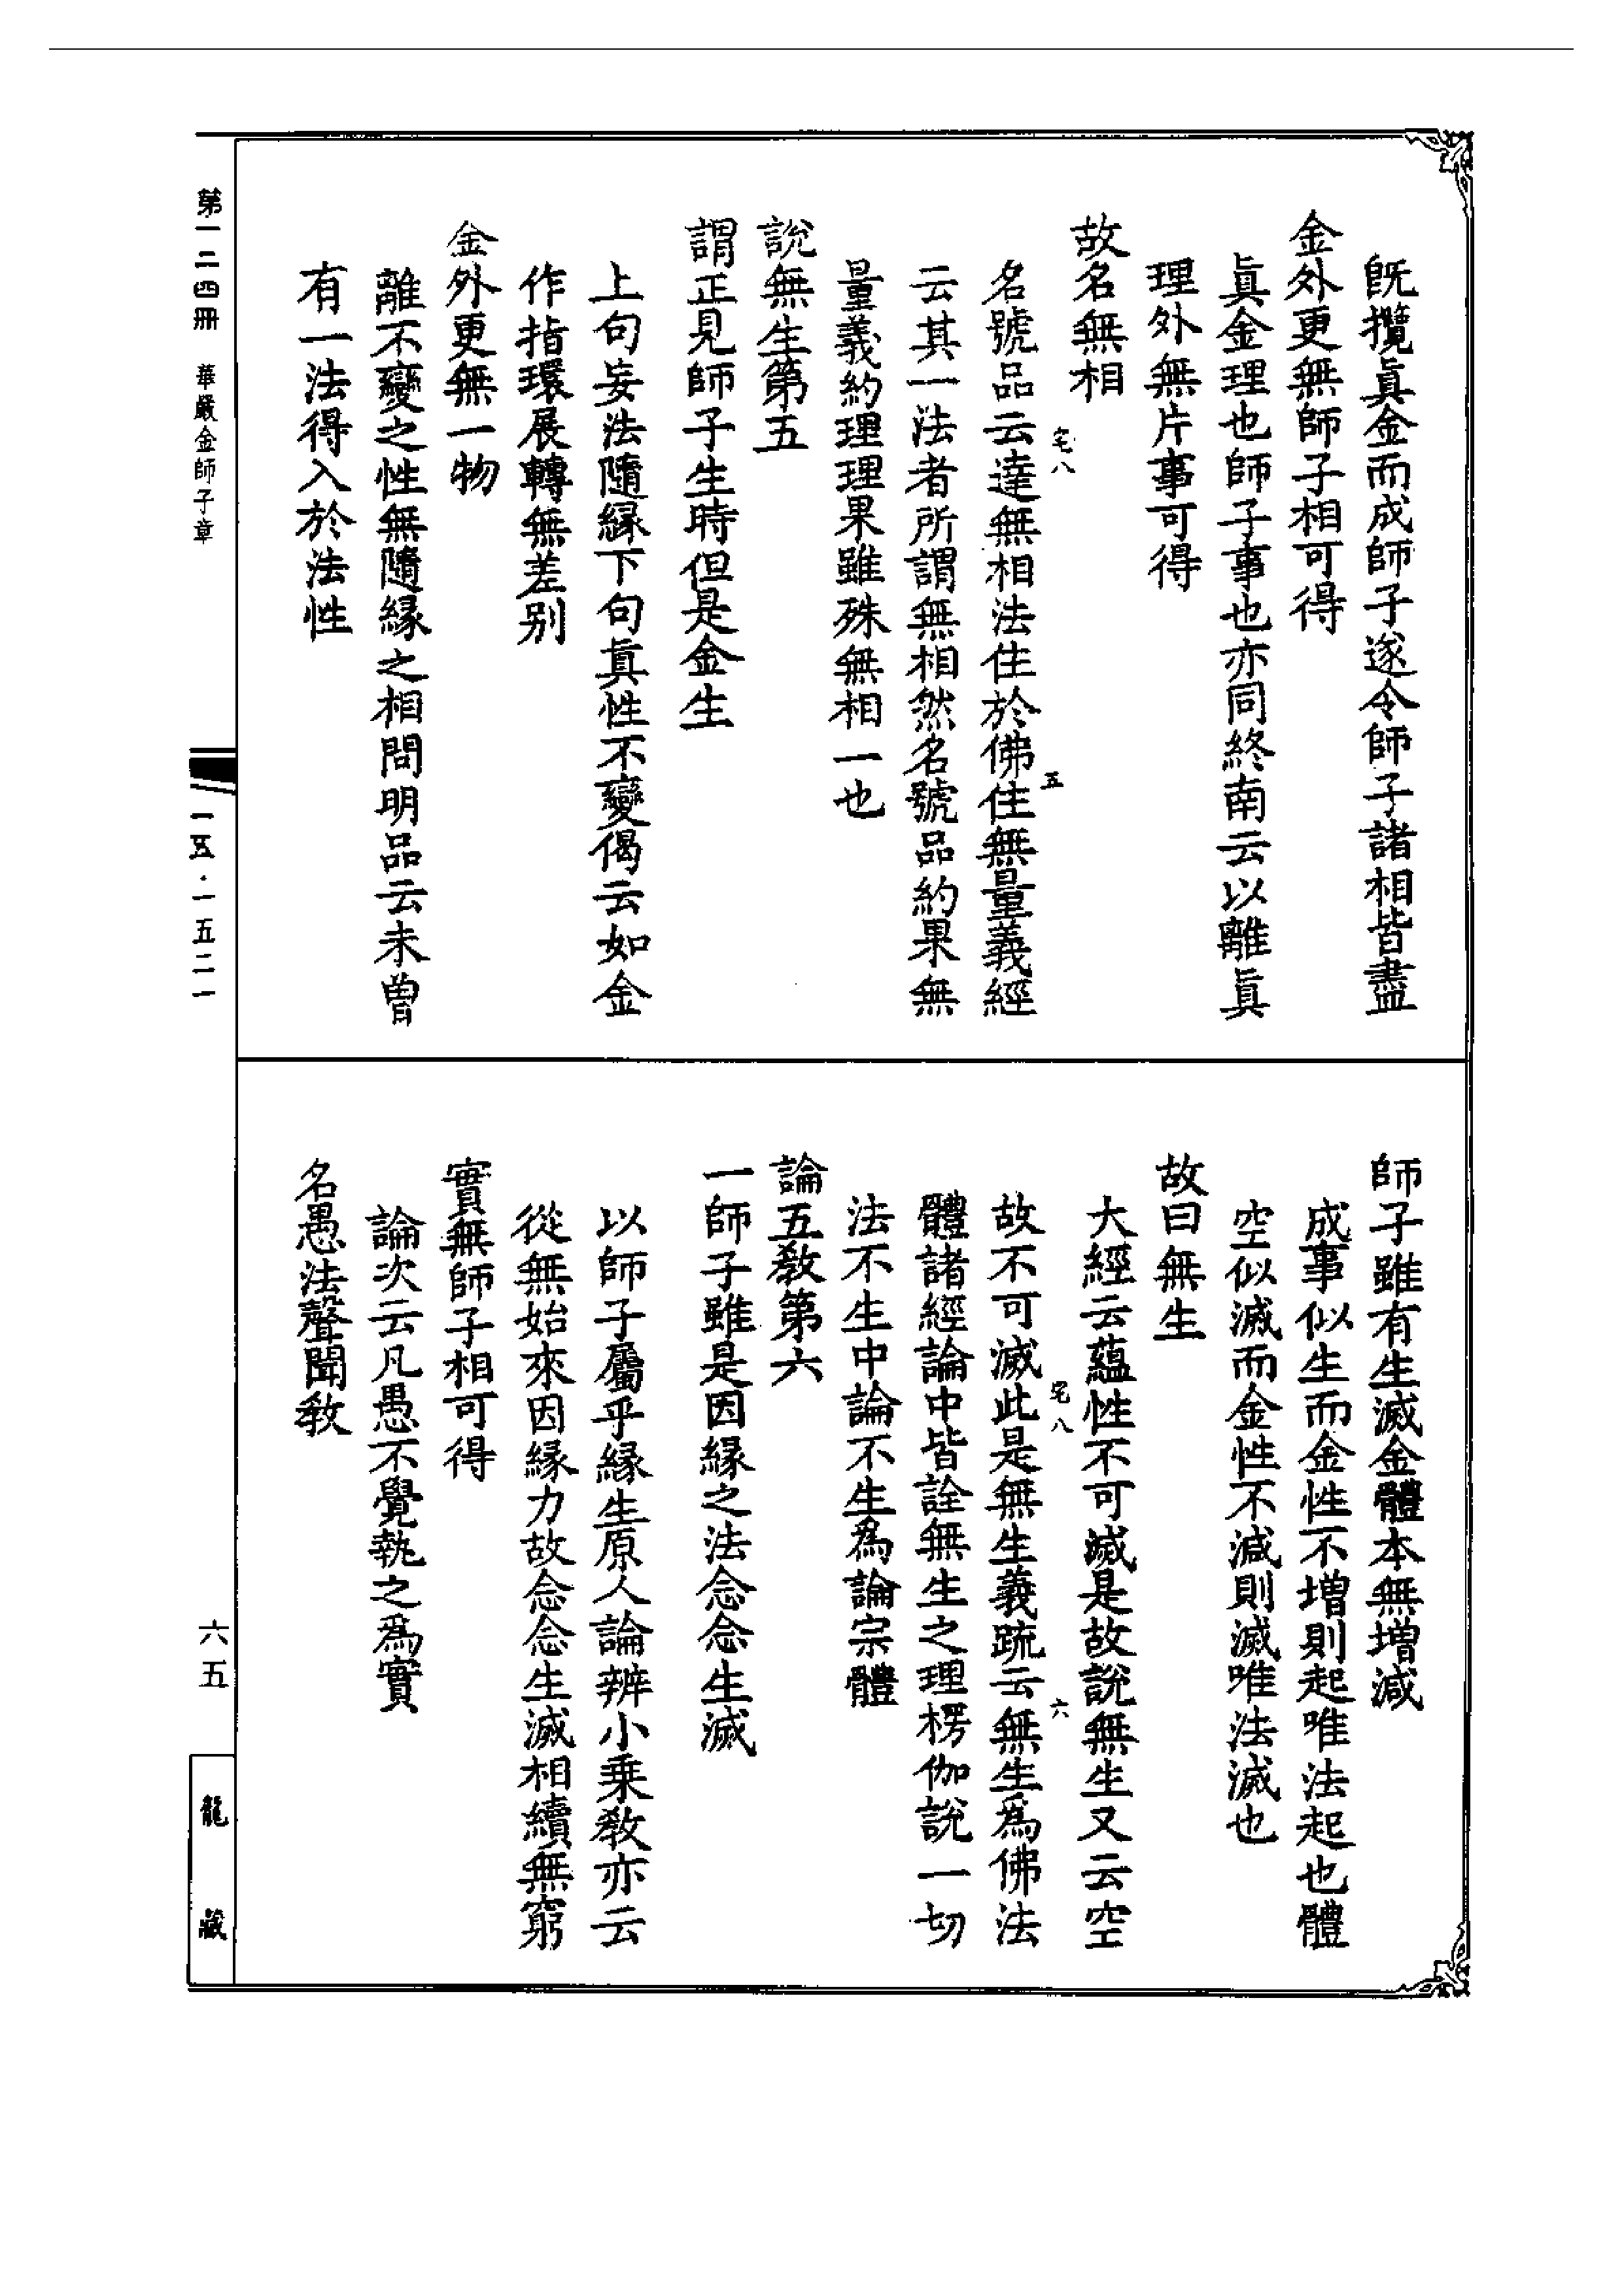 既攬眞金而成師子遂令師子諸相皆盡
金外更無師子相可得
眞金理也師子事也亦同終南云以離眞
理外無片事可得
故名無相
宅八
五
名號品云達無相法住於佛住無量義經
云其一法者所謂無相然名號品約果無
量義約理理果雖殊無相一也
說無生第五
謂正見師子生時但是金生
上句妄法隨緣下句眞性不變偈云如金
作指環展轉無差别
金外更無一物
離不變之性無隨緣之相問明品云未曽
有一法得入於法性
師子雖有生滅金體本無增減
成事似生而金性不增則起唯法起也體
空似滅而金性不減則滅唯法滅也
故曰無生
大經云蘊性不可滅是故說無生又云空
宅八
六
故不可滅此是無生義疏云無生爲佛法
體諸經論中皆詮無生之理楞伽說一切
法不生中論不生爲論宗體
論五教第六
一師子雖是因緣之法念念生滅
以師子屬乎緣生原人論辨小乗教亦云
從無始來因緣力故念念生滅相續無窮
實無師子相可得
論次云凡愚不覺執之爲實
名愚法聲聞教
第一二四冊 華嚴金師子章
一五二一
六五
龍藏